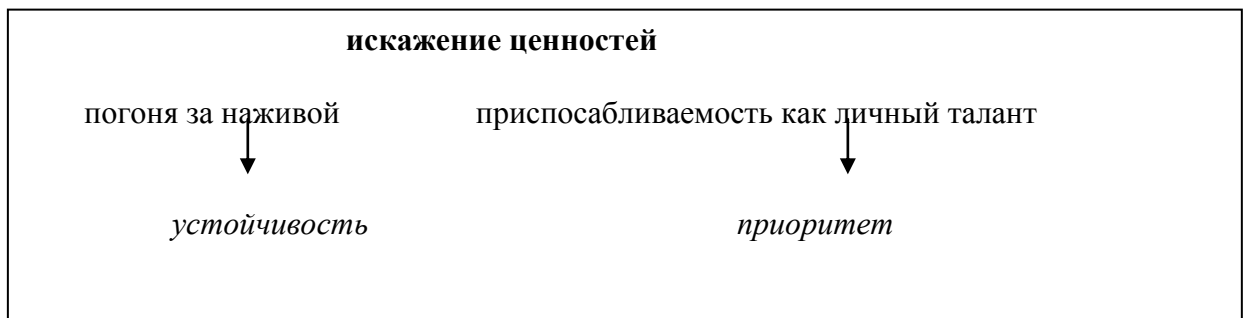 искажение ценностей
погоня за наживой приспосабливаемость как личный талант
устойчивость приоритет